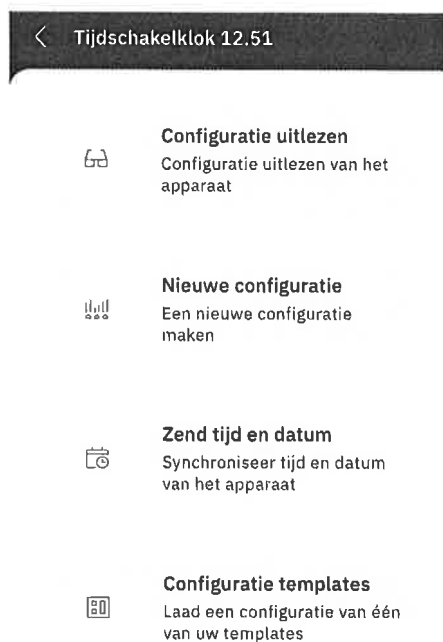 Tijdschakelklok 12.51
Configuratie uitlezen
Configuratie uitlezen van het
apparaat
Nieuwe configuratie
Een nieuwe configuratie
maken
Zend tijd en datum
Synchroniseer tijd en datum
van het apparaat
Configuratie templates
Laad een configuratie van één
van uw templates